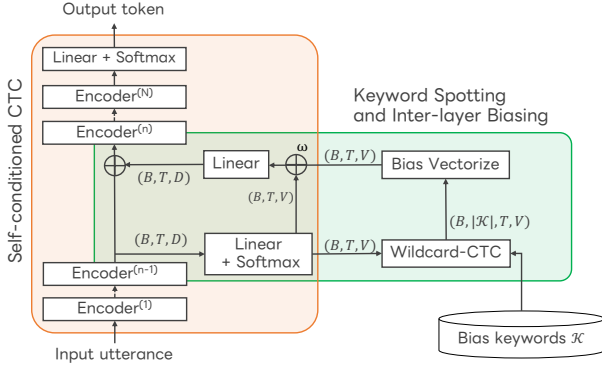 Output token
Linear + Softmax
Encoder(N)
Encoder(n)
Keyword Spotting
and Inter-layer Biasing
Self-conditioned CTC
ω
(B,T,V)
Linear
Bias Vectorize
(B,T,D)
(B,T,V)
(B,|𝒦|,T,V)
(B,T,D)
Linear
+ Softmax
(B,T,V)
Wildcard-CTC
Encoder(n-1)
Encoder(1)
Bias keywords 𝒦
Input utterance